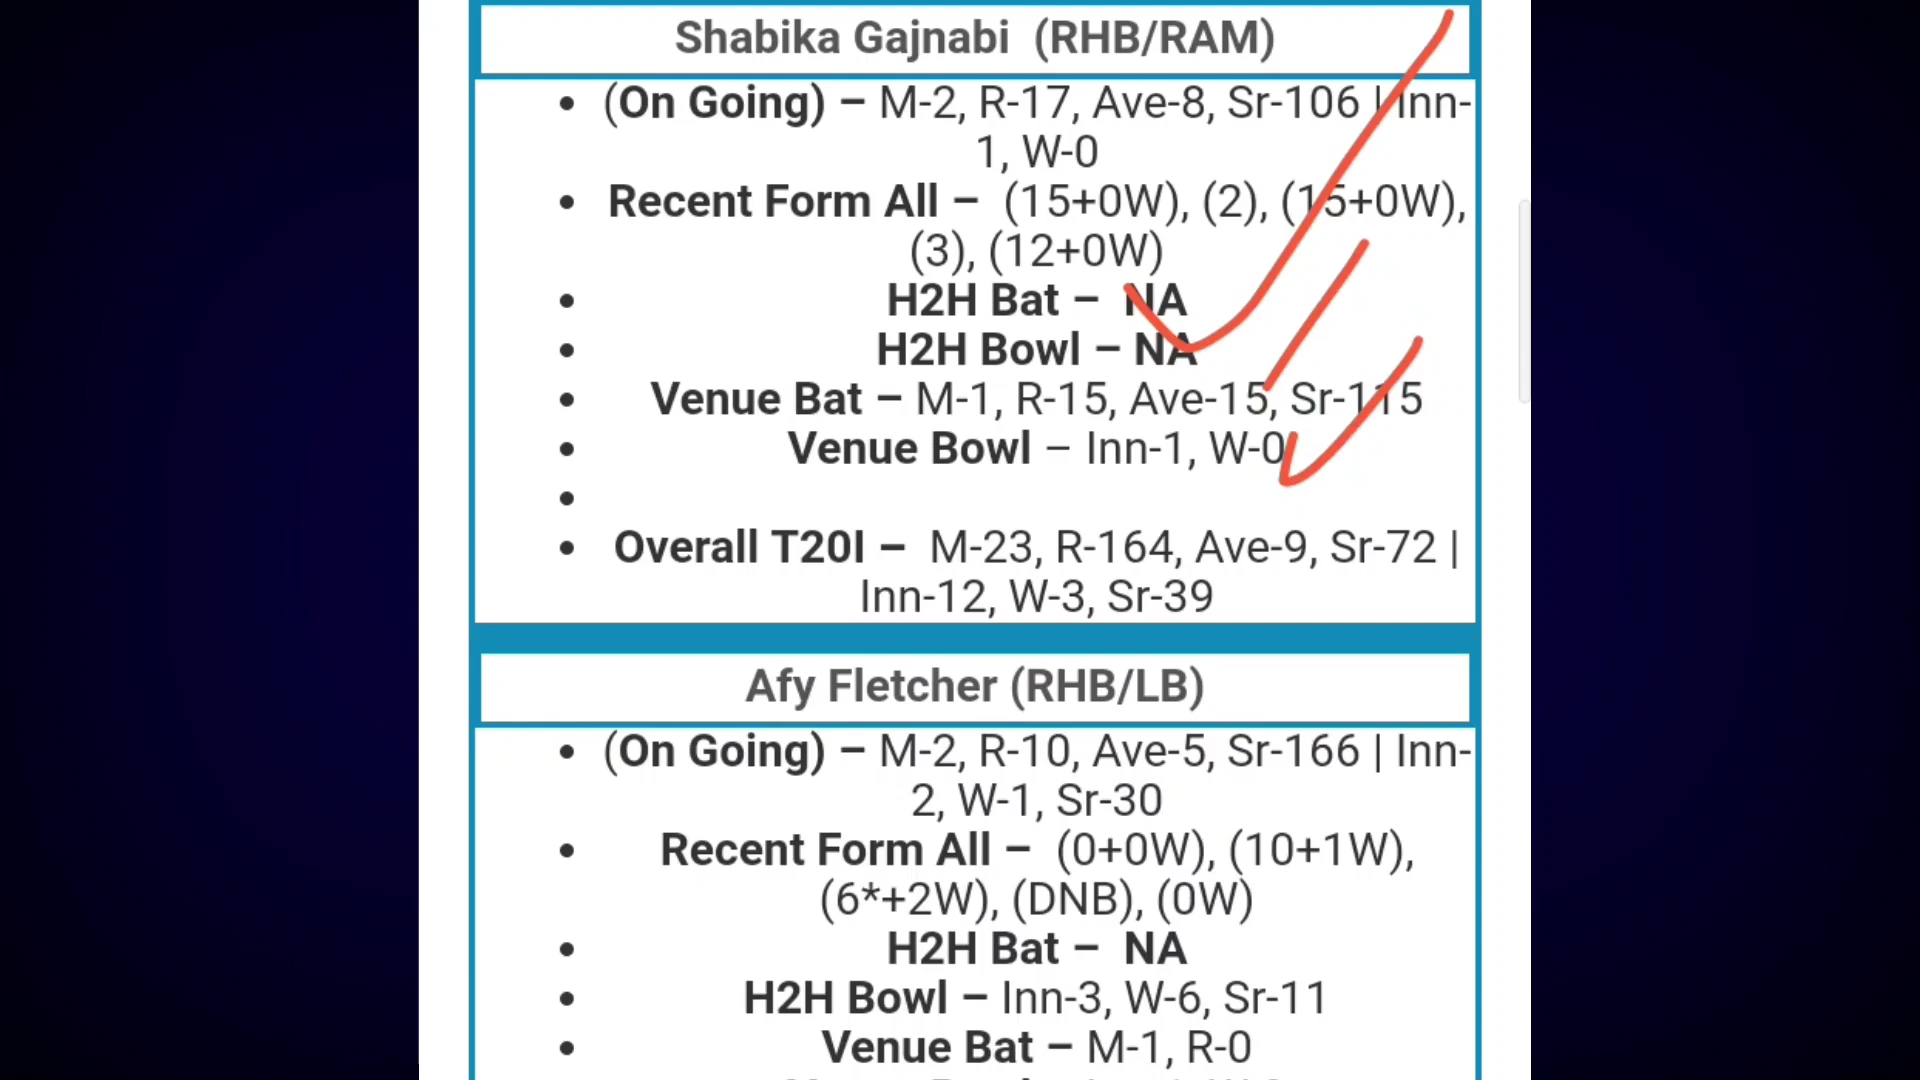 Shabika Gajnabi (RHB/RAM)
• (On Going) – M-2, R-17, Ave-8, Sr-106 | Inn-
1, W-0
• Recent Form All – (15+0W), (2), (15+0W),
(3), (12+0W)
• H2H Bat – NA
• H2H Bowl – NA
• Venue Bat – M-1, R-15, Ave-15, Sr-115
• Venue Bowl – Inn-1, W-0
•
• Overall T20I – M-23, R-164, Ave-9, Sr-72 |
Inn-12, W-3, Sr-39
Afy Fletcher (RHB/LB)
• (On Going) – M-2, R-10, Ave-5, Sr-166 | Inn-
2, W-1, Sr-30
• Recent Form All – (0+0W), (10+1W),
(6*+2W), (DNB), (0W)
• H2H Bat – NA
• H2H Bowl – Inn-3, W-6, Sr-11
• Venue Bat – M-1, R-0